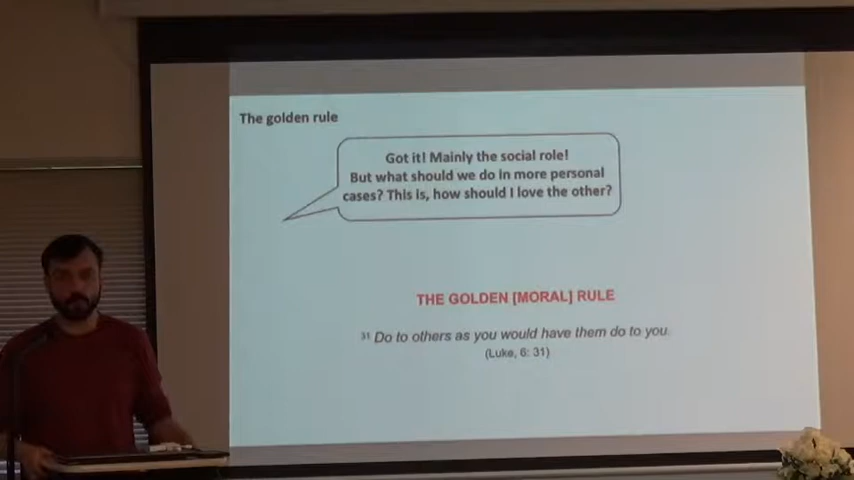 The golden rule
Got it! Mainly the social role!
But what should we do in more personal
cases? This is, how should I love the other?
THE GOLDEN [MORAL] RULE
31 Do to others as you would have them do to you.
(Luke, 6: 31)